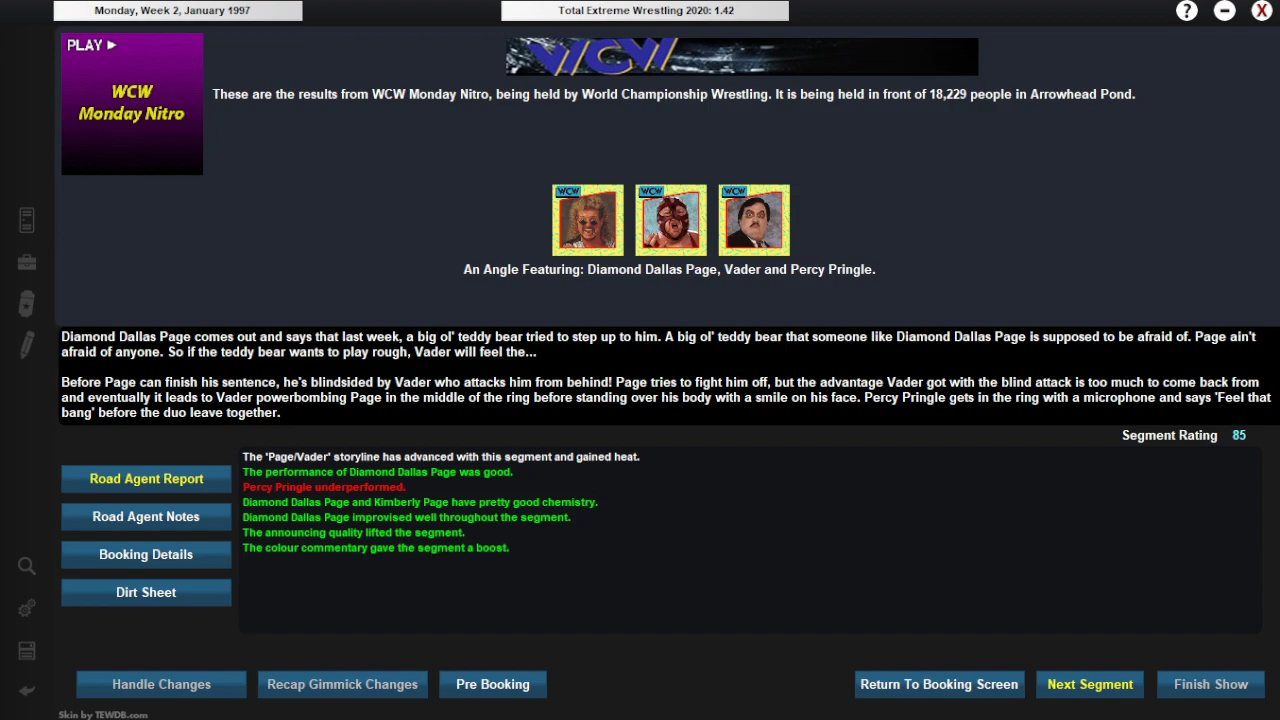 Monday, Week 2, January 1997
Total Extreme Wrestling 2020: 1.42
?
X
PLAY
WCW
Monday Nitro
WCW
These are the results from WCW Monday Nitro, being held by World Championship Wrestling. It is being held in front of 18,229 people in Arrowhead Pond.
WCW
WCW
WCW
An Angle Featuring: Diamond Dallas Page, Vader and Percy Pringle.
Diamond Dallas Page comes out and says that last week, a big ol' teddy bear tried to step up to him. A big ol' teddy bear that someone like Diamond Dallas Page is supposed to be afraid of. Page ain't
afraid of anyone. So if the teddy bear wants to play rough, Vader will feel the...
Before Page can finish his sentence, he's blindsided by Vader who attacks him from behind! Page tries to fight him off, but the advantage Vader got with the blind attack is too much to come back from
and eventually it leads to Vader powerbombing Page in the middle of the ring before standing over his body with a smile on his face. Percy Pringle gets in the ring with a microphone and says 'Feel that
bang' before the duo leave together.
Segment Rating 85
Road Agent Report
Road Agent Notes
Booking Details
Dirt Sheet
The 'Page/Vader' storyline has advanced with this segment and gained heat.
The performance of Diamond Dallas Page was good.
Percy Pringle underperformed.
Diamond Dallas Page and Kimberly Page have pretty good chemistry.
Diamond Dallas Page improvised well throughout the segment.
The announcing quality lifted the segment.
The colour commentary gave the segment a boost.
Handle Changes
Recap Gimmick Changes
Pre Booking
Return To Booking Screen
Next Segment
Finish Show
Skin by TEWDB.com